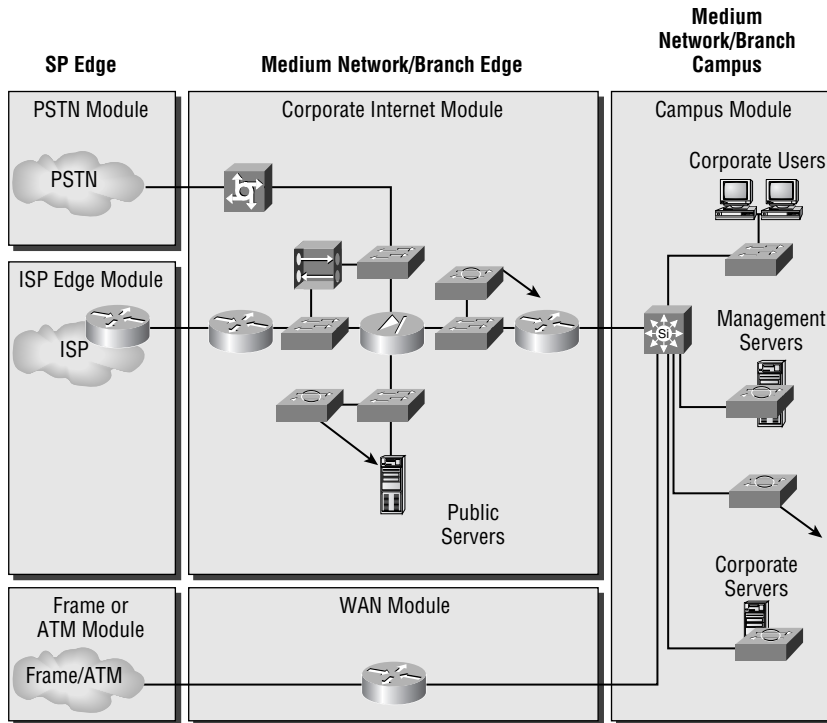 SP Edge
Medium Network/Branch Edge
Medium
Network/Branch
Campus
PSTN Module
PSTN
ISP Edge Module
ISP
Frame or
ATM Module
Frame/ATM
Corporate Internet Module
Public
Servers
WAN Module
Campus Module
Corporate Users
Si
Management
Servers
Corporate
Servers